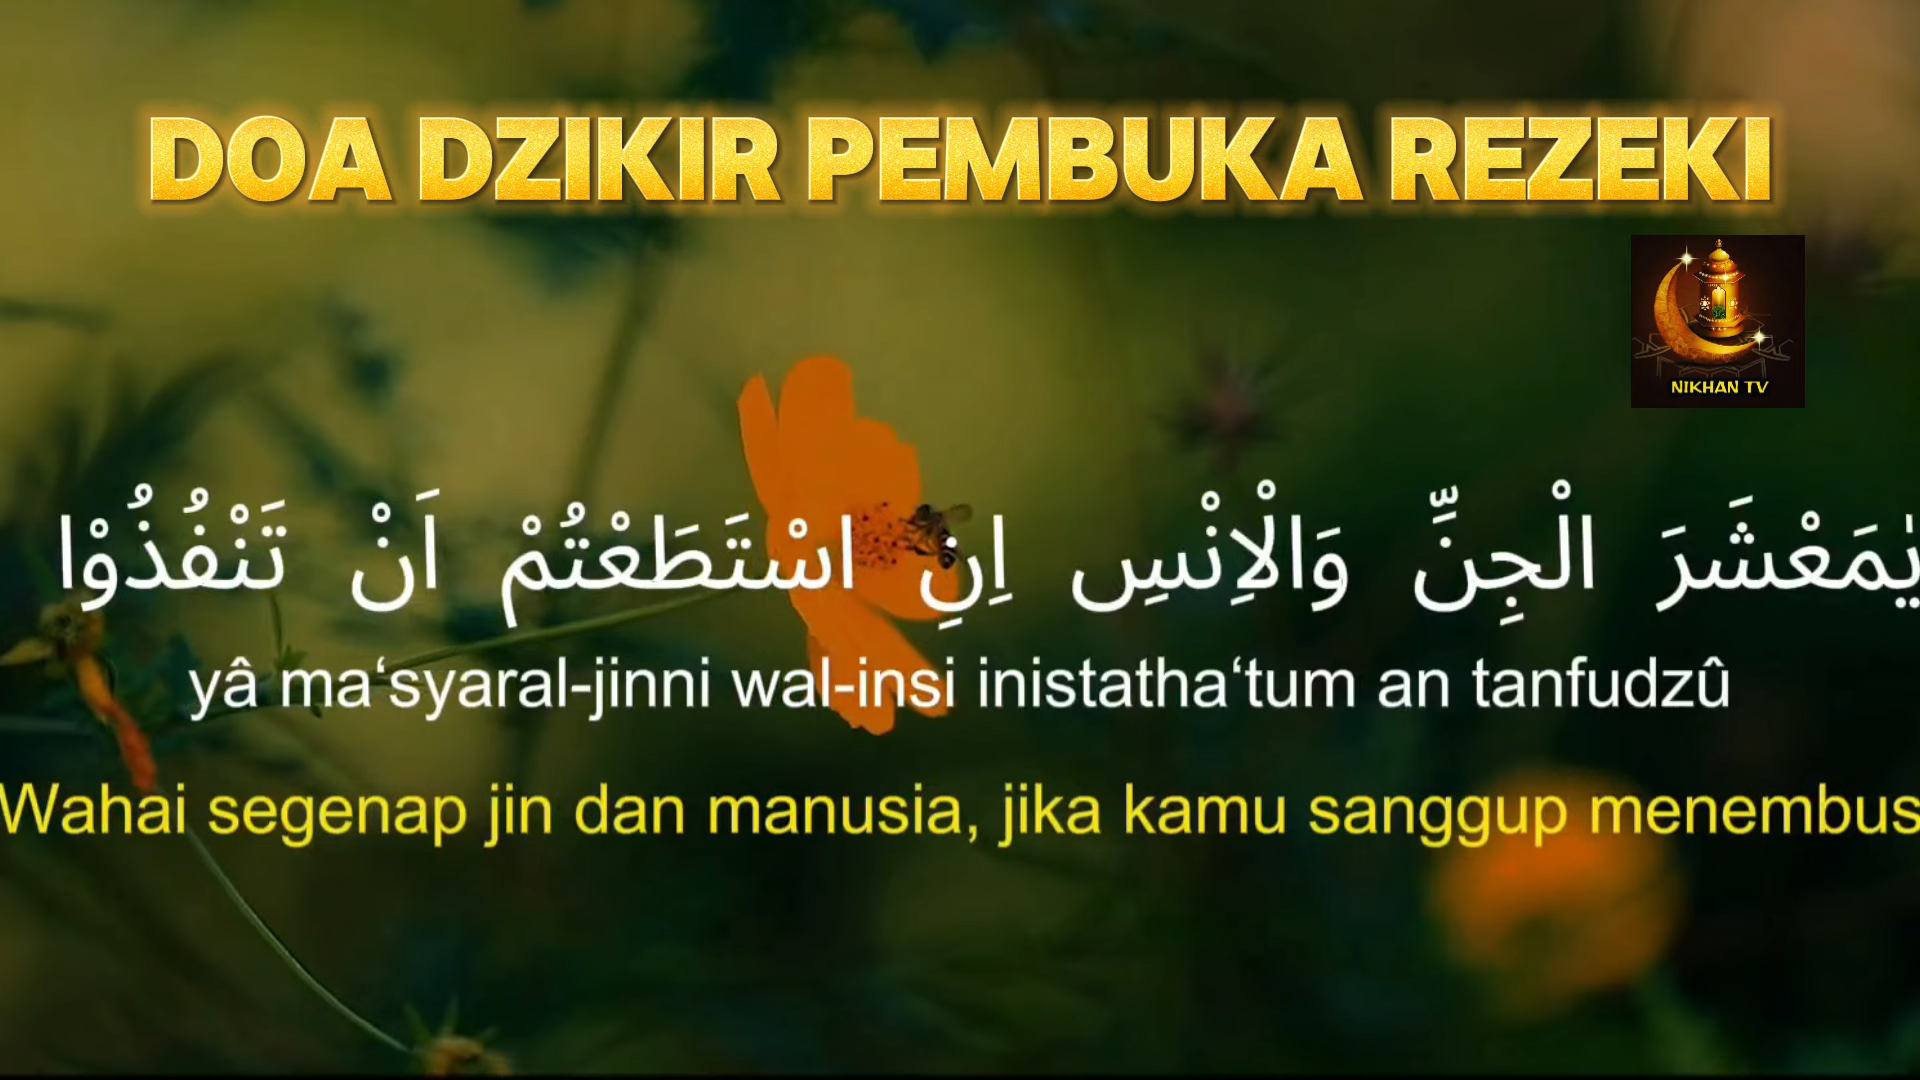 DOA DZIKIR PEMBUKA REZEKI
NIKHAN TV
يٰمَعْشَرَ الْجِنِّ وَالْاِنْسِ اِنِ اسْتَطَعْتُمْ اَنْ تَنْفُذُوْا
yâ ma‘syaral-jinni wal-insi inistatha‘tum an tanfudzû
Wahai segenap jin dan manusia, jika kamu sanggup menembus